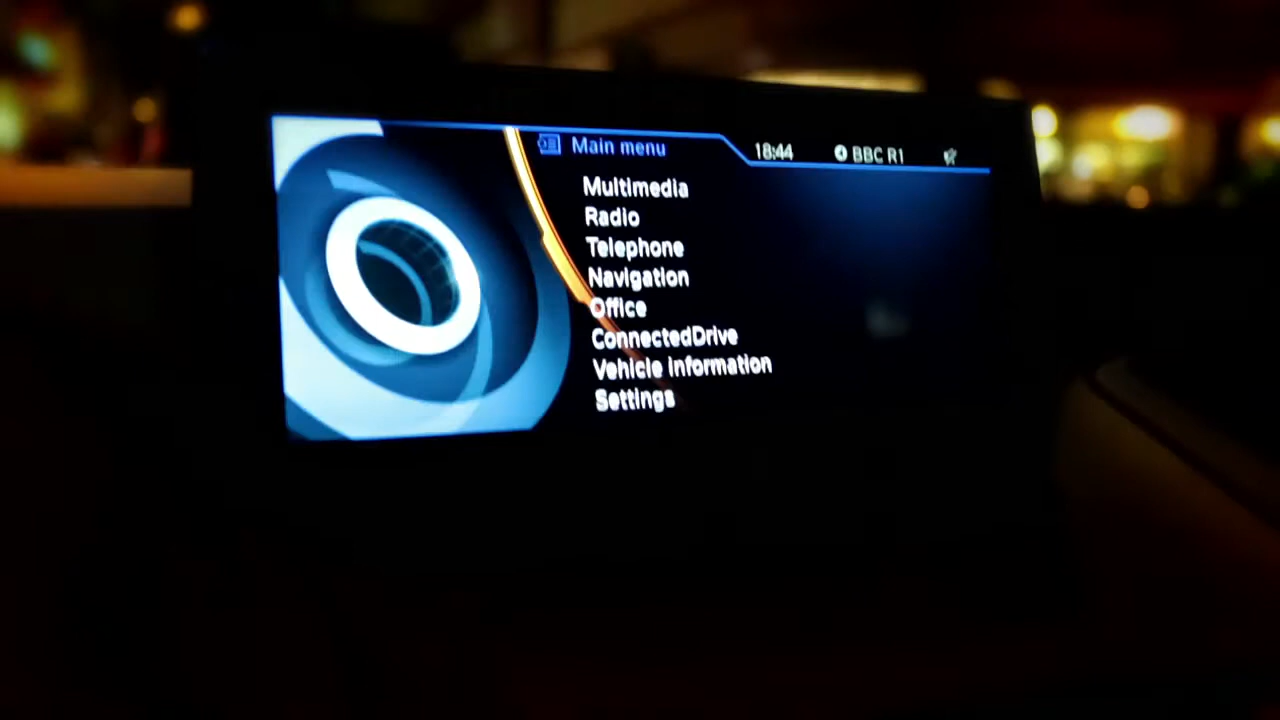 Main menu 18:44 BBC R1
Multimedia
Radio
Telephone
Navigation
Office
ConnectedDrive
Vehicle information
Settings